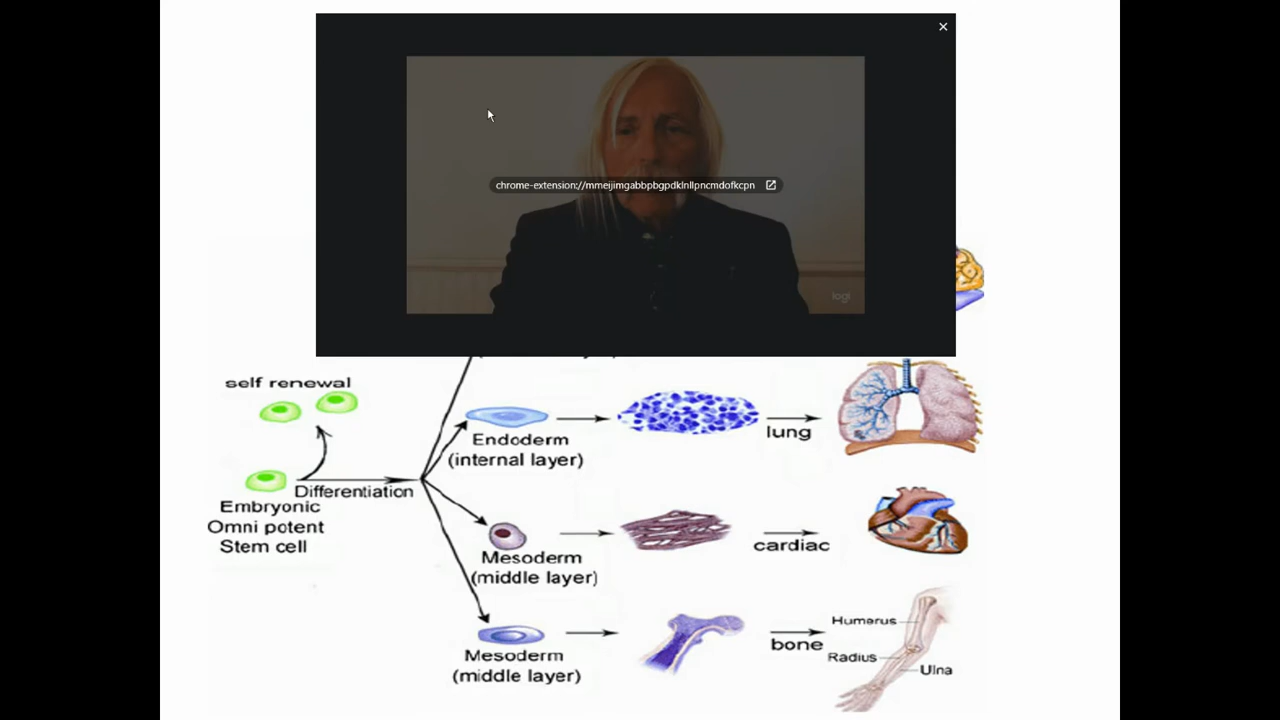 chrome-extension://mmeijimgabbpbgpdklnllpncmdofkcpn
logi
self renewal
Endoderm
(internal layer)
lung
Differentiation
Embryonic
Omni potent
Stem cell
Mesoderm
(middle layer)
cardiac
Mesoderm
(middle layer)
bone
Humerus
Radius
Ulna